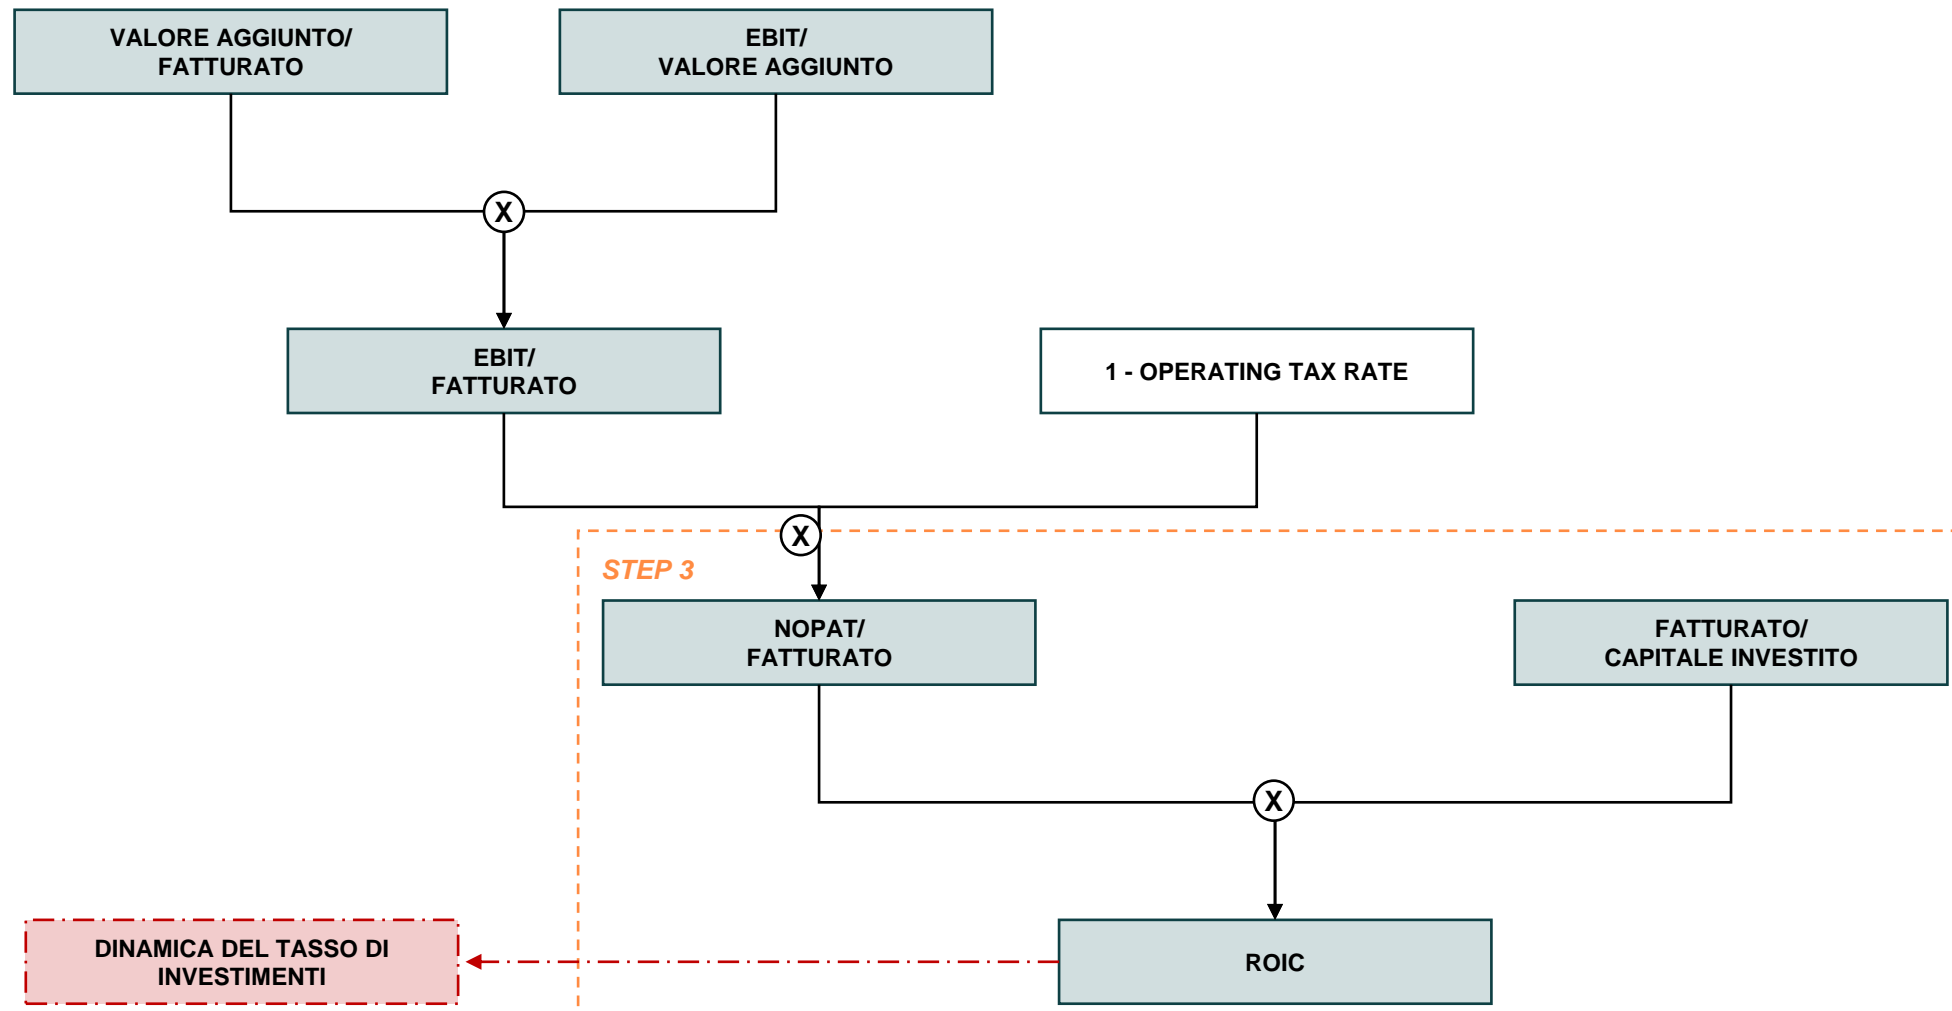 VALORE AGGIUNTO/
FATTURATO
EBIT/
VALORE AGGIUNTO
X
EBIT/
FATTURATO
1 - OPERATING TAX RATE
X
STEP 3
NOPAT/
FATTURATO
FATTURATO/
CAPITALE INVESTITO
X
DINAMICA DEL TASSO DI
INVESTIMENTI
ROIC